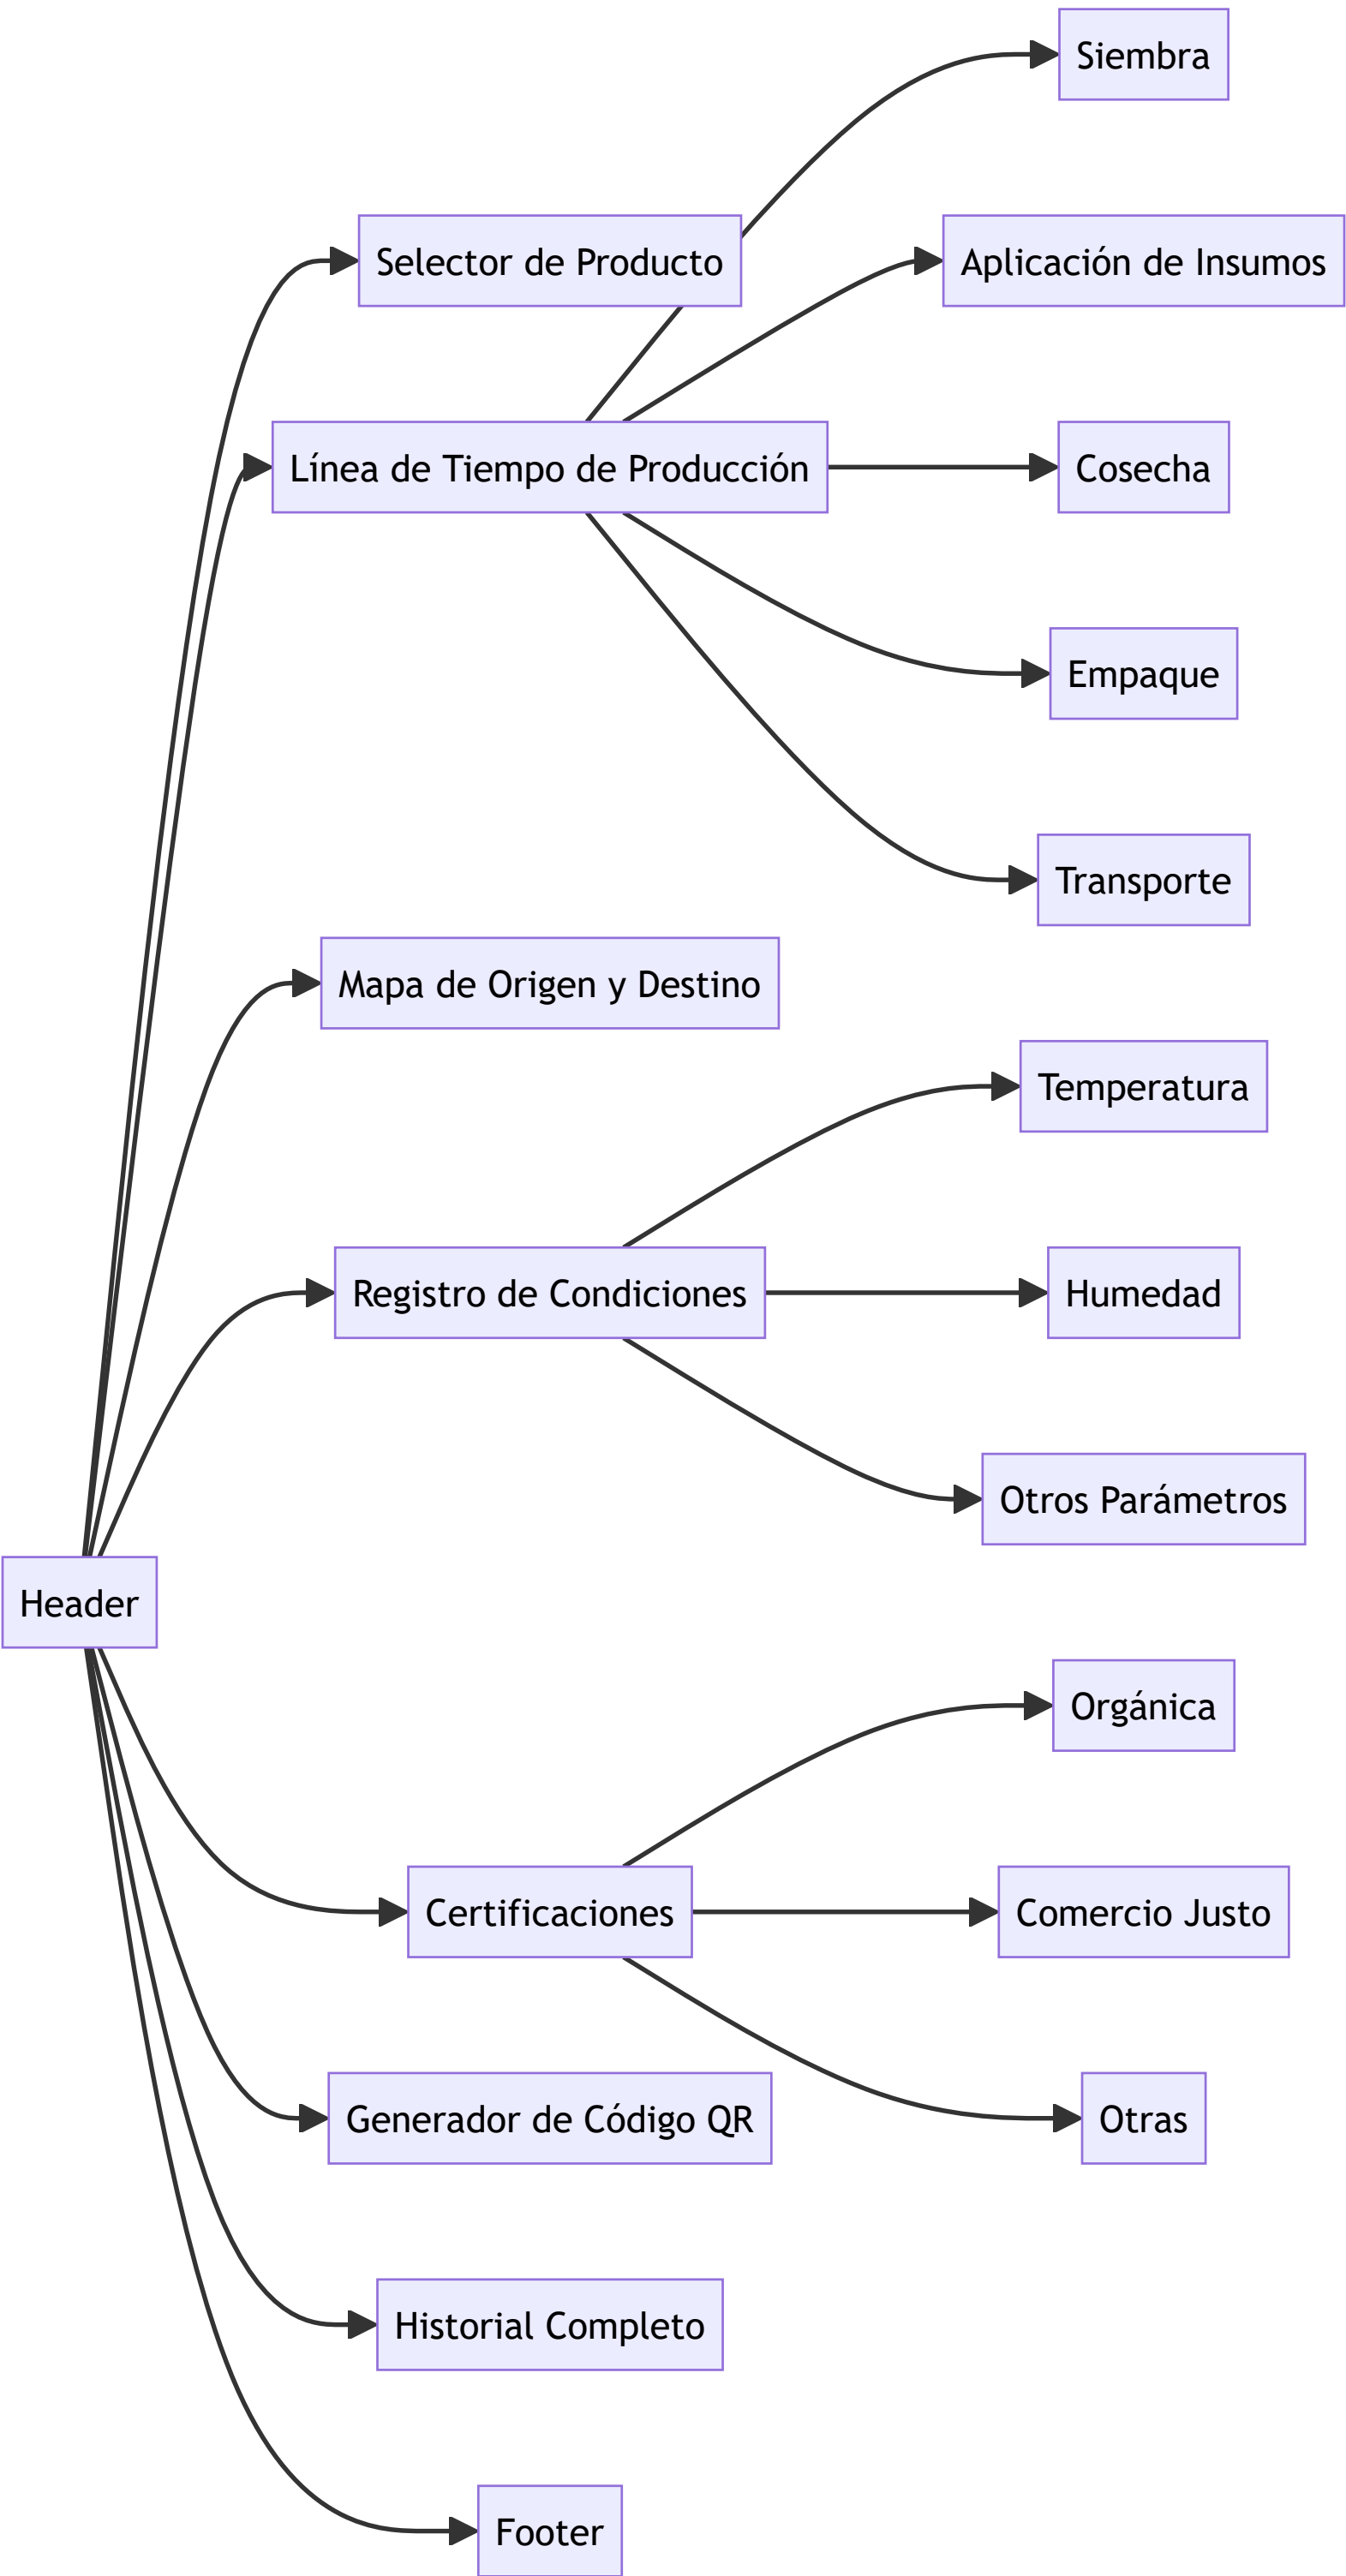 Siembra
Selector de Producto
Aplicación de Insumos
Línea de Tiempo de Producción
Cosecha
Empaque
Transporte
Mapa de Origen y Destino
Temperatura
Registro de Condiciones
Humedad
Otros Parámetros
Header
Orgánica
Certificaciones
Comercio Justo
Generador de Código QR
Otras
Historial Completo
Footer